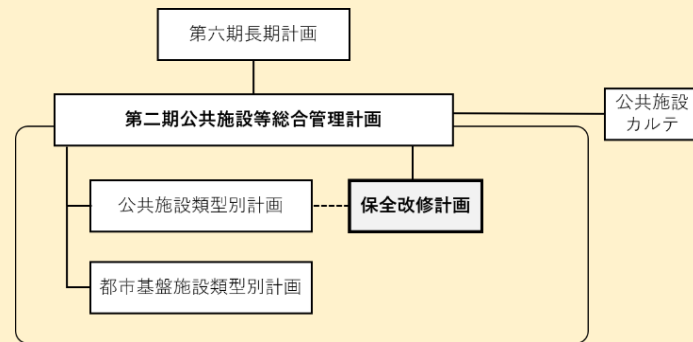 第六期長期計画
第二期公共施設等総合管理計画
公共施設
カルテ
公共施設類型別計画
保全改修計画
都市基盤施設類型別計画